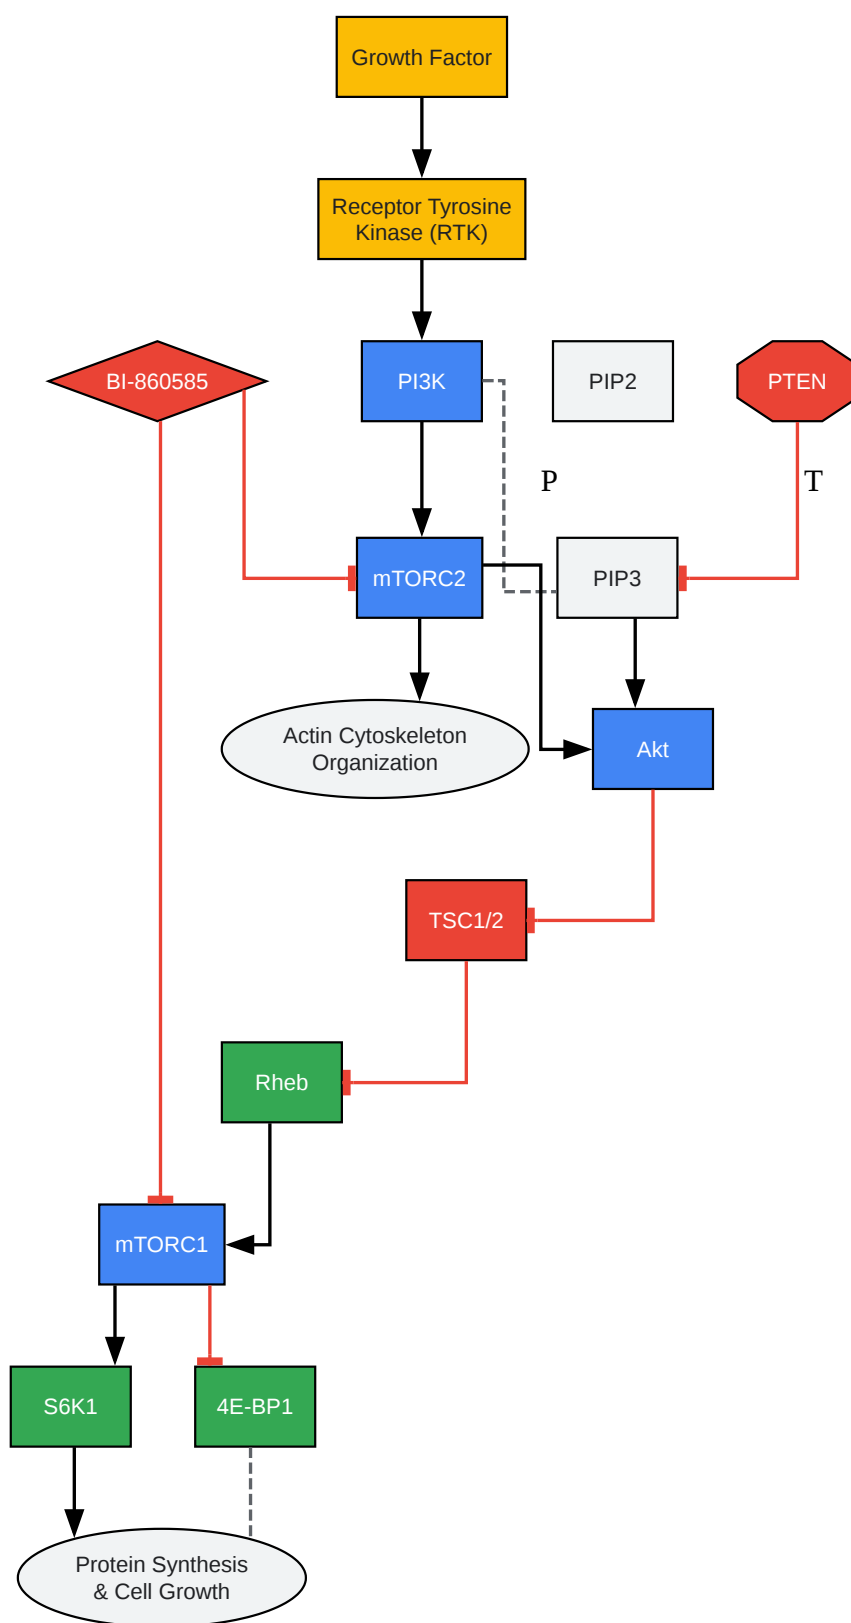 Growth Factor
Receptor Tyrosine
Kinase (RTK)
BI-860585
PI3K
PIP2
PTEN
P
T
mTORC2
PIP3
Actin Cytoskeleton
Organization
Akt
TSC1/2
Rheb
mTORC1
S6K1
4E-BP1
Protein Synthesis
& Cell Growth